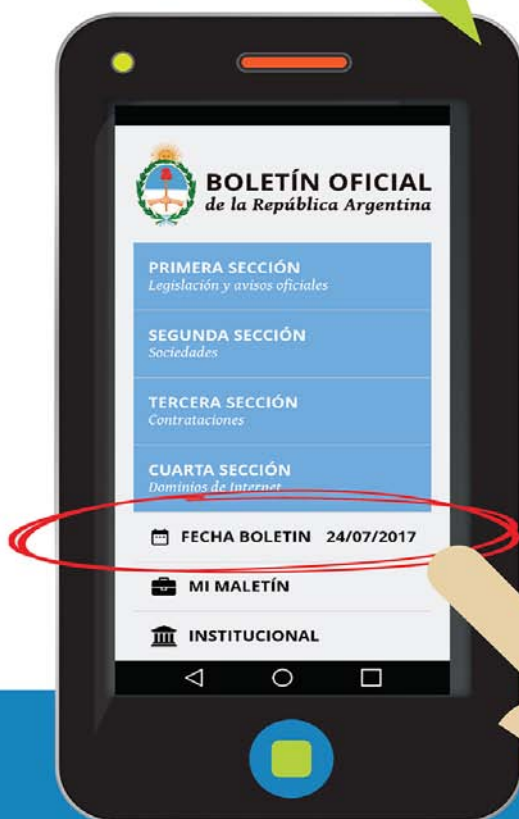 BOLETÍN OFICIAL
de la República Argentina
PRIMERA SECCIÓN
Legislación y avisos oficiales
SEGUNDA SECCIÓN
Sociedades
TERCERA SECCIÓN
Contrataciones
CUARTA SECCIÓN
Dominios de Internet
FECHA BOLETIN 24/07/2017
MI MALETÍN
INSTITUCIONAL